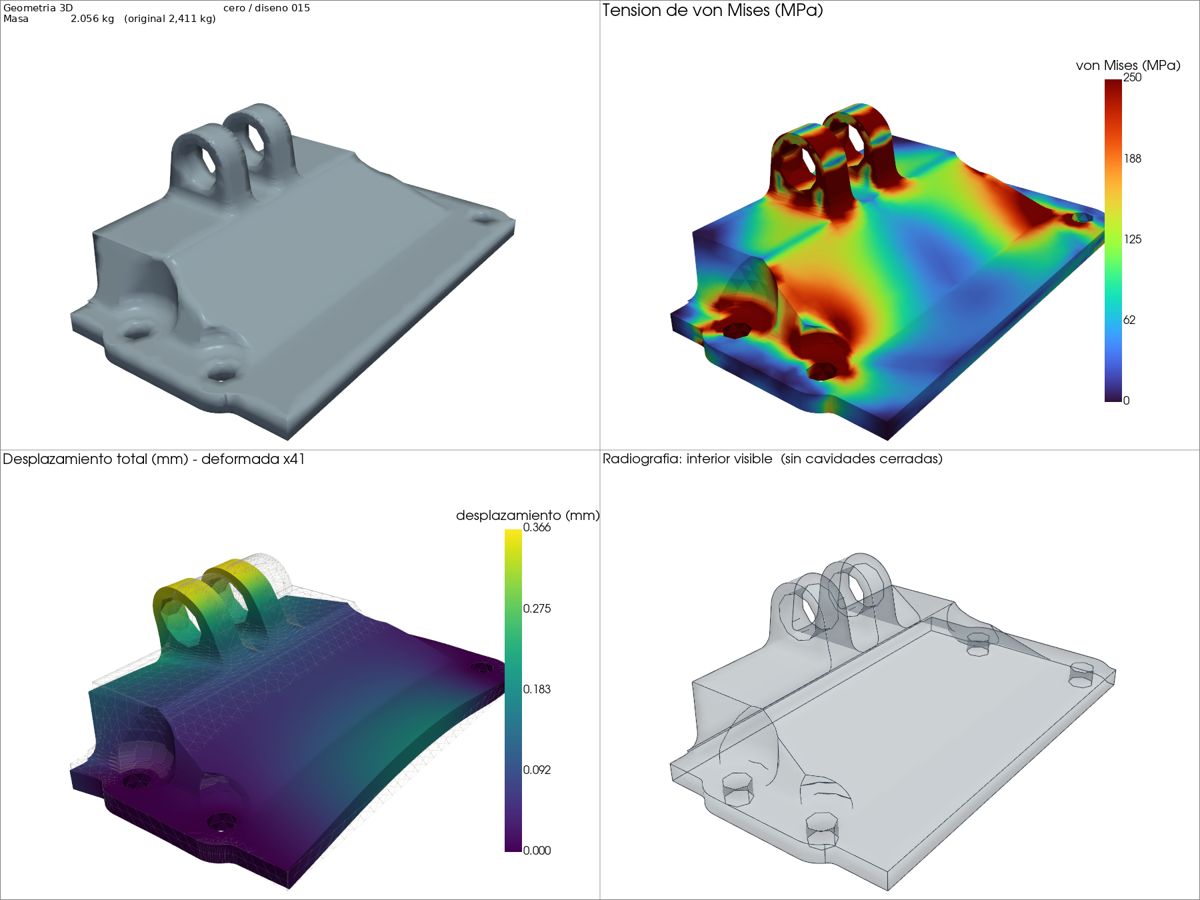 Geometria 3D cero / diseno 015
Masa 2.056 kg (original 2,411 kg)
Tension de von Mises (MPa)
von Mises (MPa)
250
188
125
62
0
Desplazamiento total (mm) - deformada x41
desplazamiento (mm)
0.366
0.275
0.183
0.092
0.000
Radiografia: interior visible (sin cavidades cerradas)